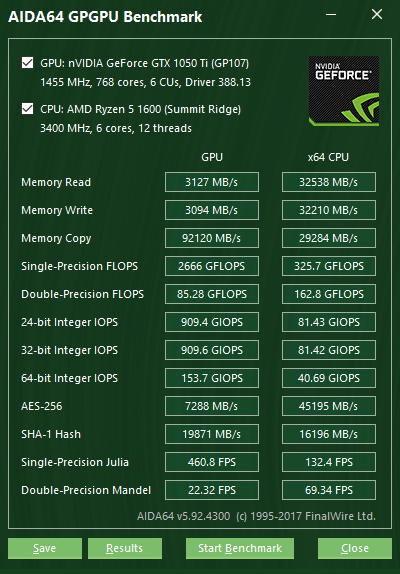 AIDA64 GPGPU Benchmark
GPU: nVIDIA GeForce GTX 1050 Ti (GP107)
1455 MHz, 768 cores, 6 CUs, Driver 388.13
CPU: AMD Ryzen 5 1600 (Summit Ridge)
3400 MHz, 6 cores, 12 threads
NVIDIA
GEFORCE
GPU x64 CPU
Memory Read 3127 MB/s 32538 MB/s
Memory Write 3094 MB/s 32210 MB/s
Memory Copy 92120 MB/s 29284 MB/s
Single-Precision FLOPS 2666 GFLOPS 325.7 GFLOPS
Double-Precision FLOPS 85.28 GFLOPS 162.8 GFLOPS
24-bit Integer IOPS 909.4 GIOPS 81.43 GIOPS
32-bit Integer IOPS 909.6 GIOPS 81.42 GIOPS
64-bit Integer IOPS 153.7 GIOPS 40.69 GIOPS
AES-256 7288 MB/s 45195 MB/s
SHA-1 Hash 19871 MB/s 16196 MB/s
Single-Precision Julia 460.8 FPS 132.4 FPS
Double-Precision Mandel 22.32 FPS 69.34 FPS
AIDA64 v5.92.4300 (c) 1995-2017 FinalWire Ltd.
Save Results Start Benchmark Close